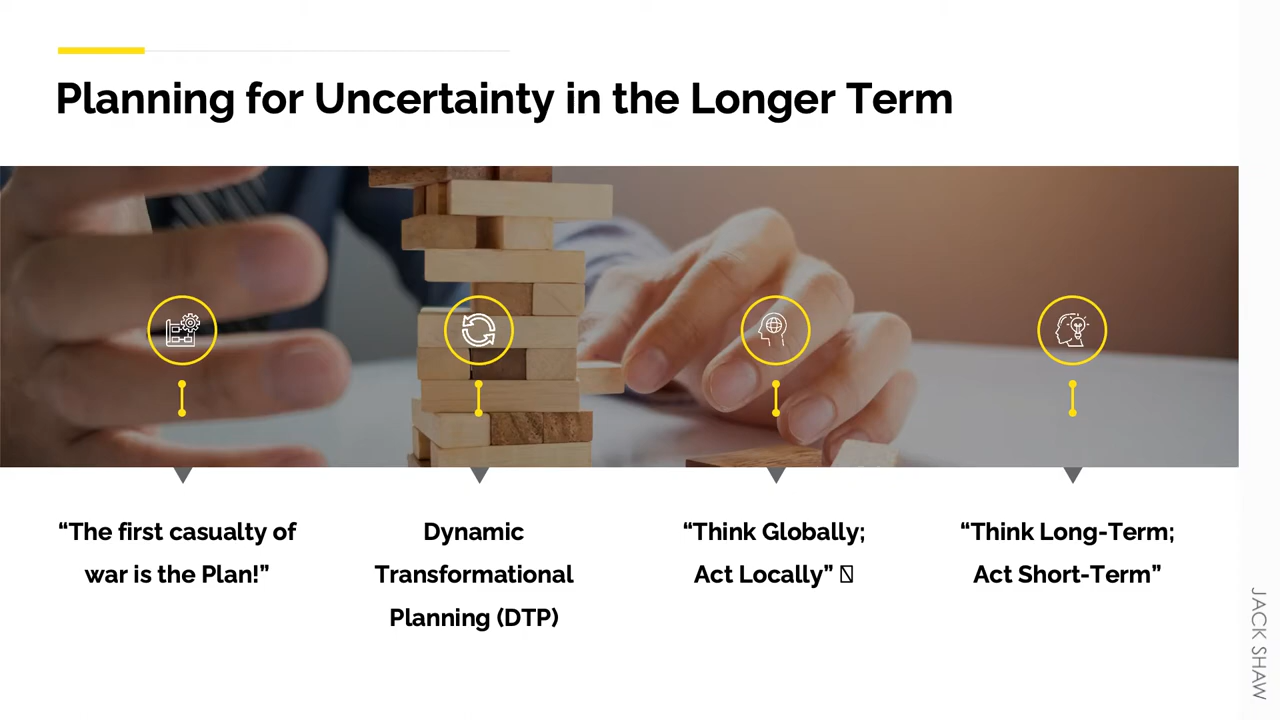 Planning for Uncertainty in the Longer Term
“The first casualty of
war is the Plan!”
Dynamic
Transformational
Planning (DTP)
“Think Globally;
Act Locally”
“Think Long-Term;
Act Short-Term”
JACK SHAW